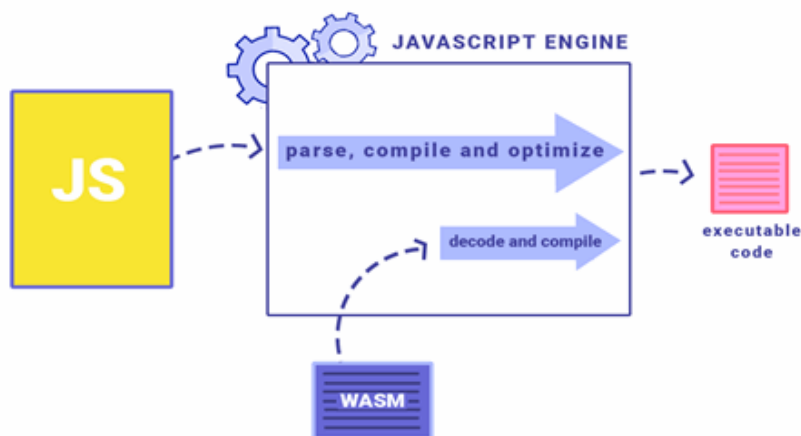 JAVASCRIPT ENGINE
JS
parse, compile and optimize
decode and compile
executable
code
WASM